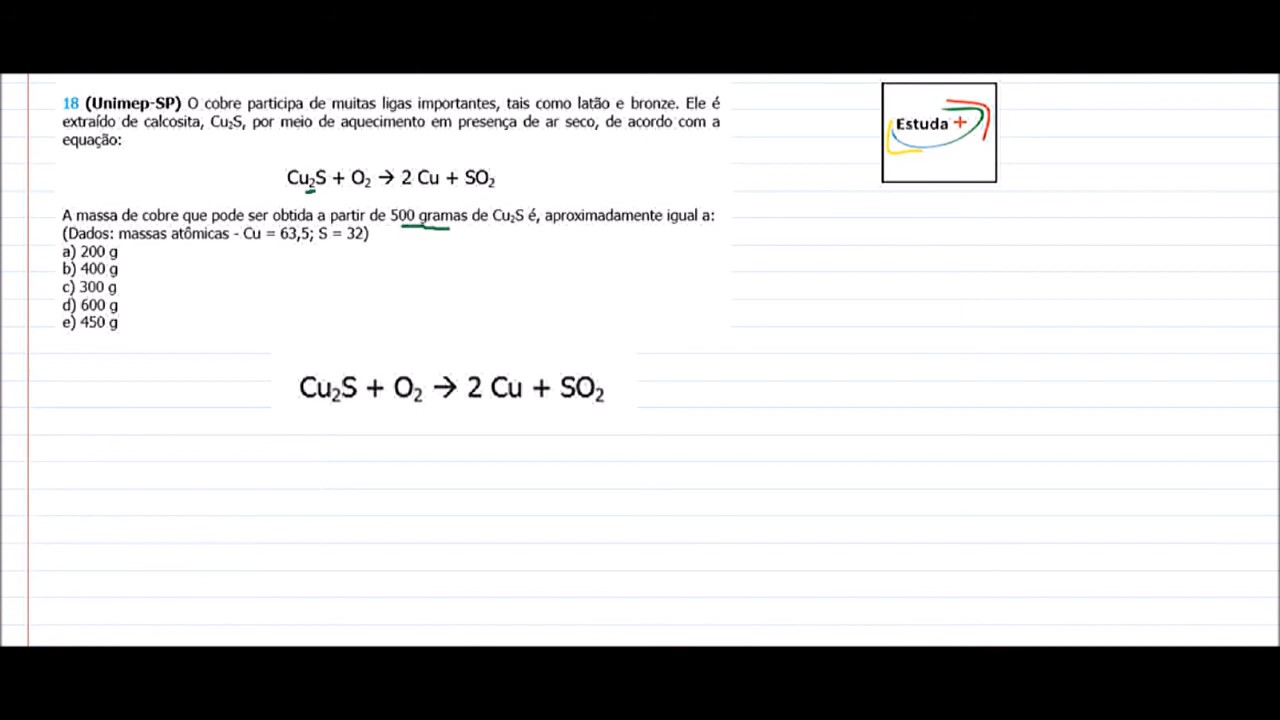 18 (Unimep-SP) O cobre participa de muitas ligas importantes, tais como latão e bronze. Ele é
extraído de calcosita, Cu₂S, por meio de aquecimento em presença de ar seco, de acordo com a
equação:
Cu₂S + O₂ → 2 Cu + SO₂
A massa de cobre que pode ser obtida a partir de 500 gramas de Cu₂S é, aproximadamente igual a:
(Dados: massas atômicas - Cu = 63,5; S = 32)
a) 200 g
b) 400 g
c) 300 g
d) 600 g
e) 450 g
Cu₂S + O₂ → 2 Cu + SO₂
Estuda +